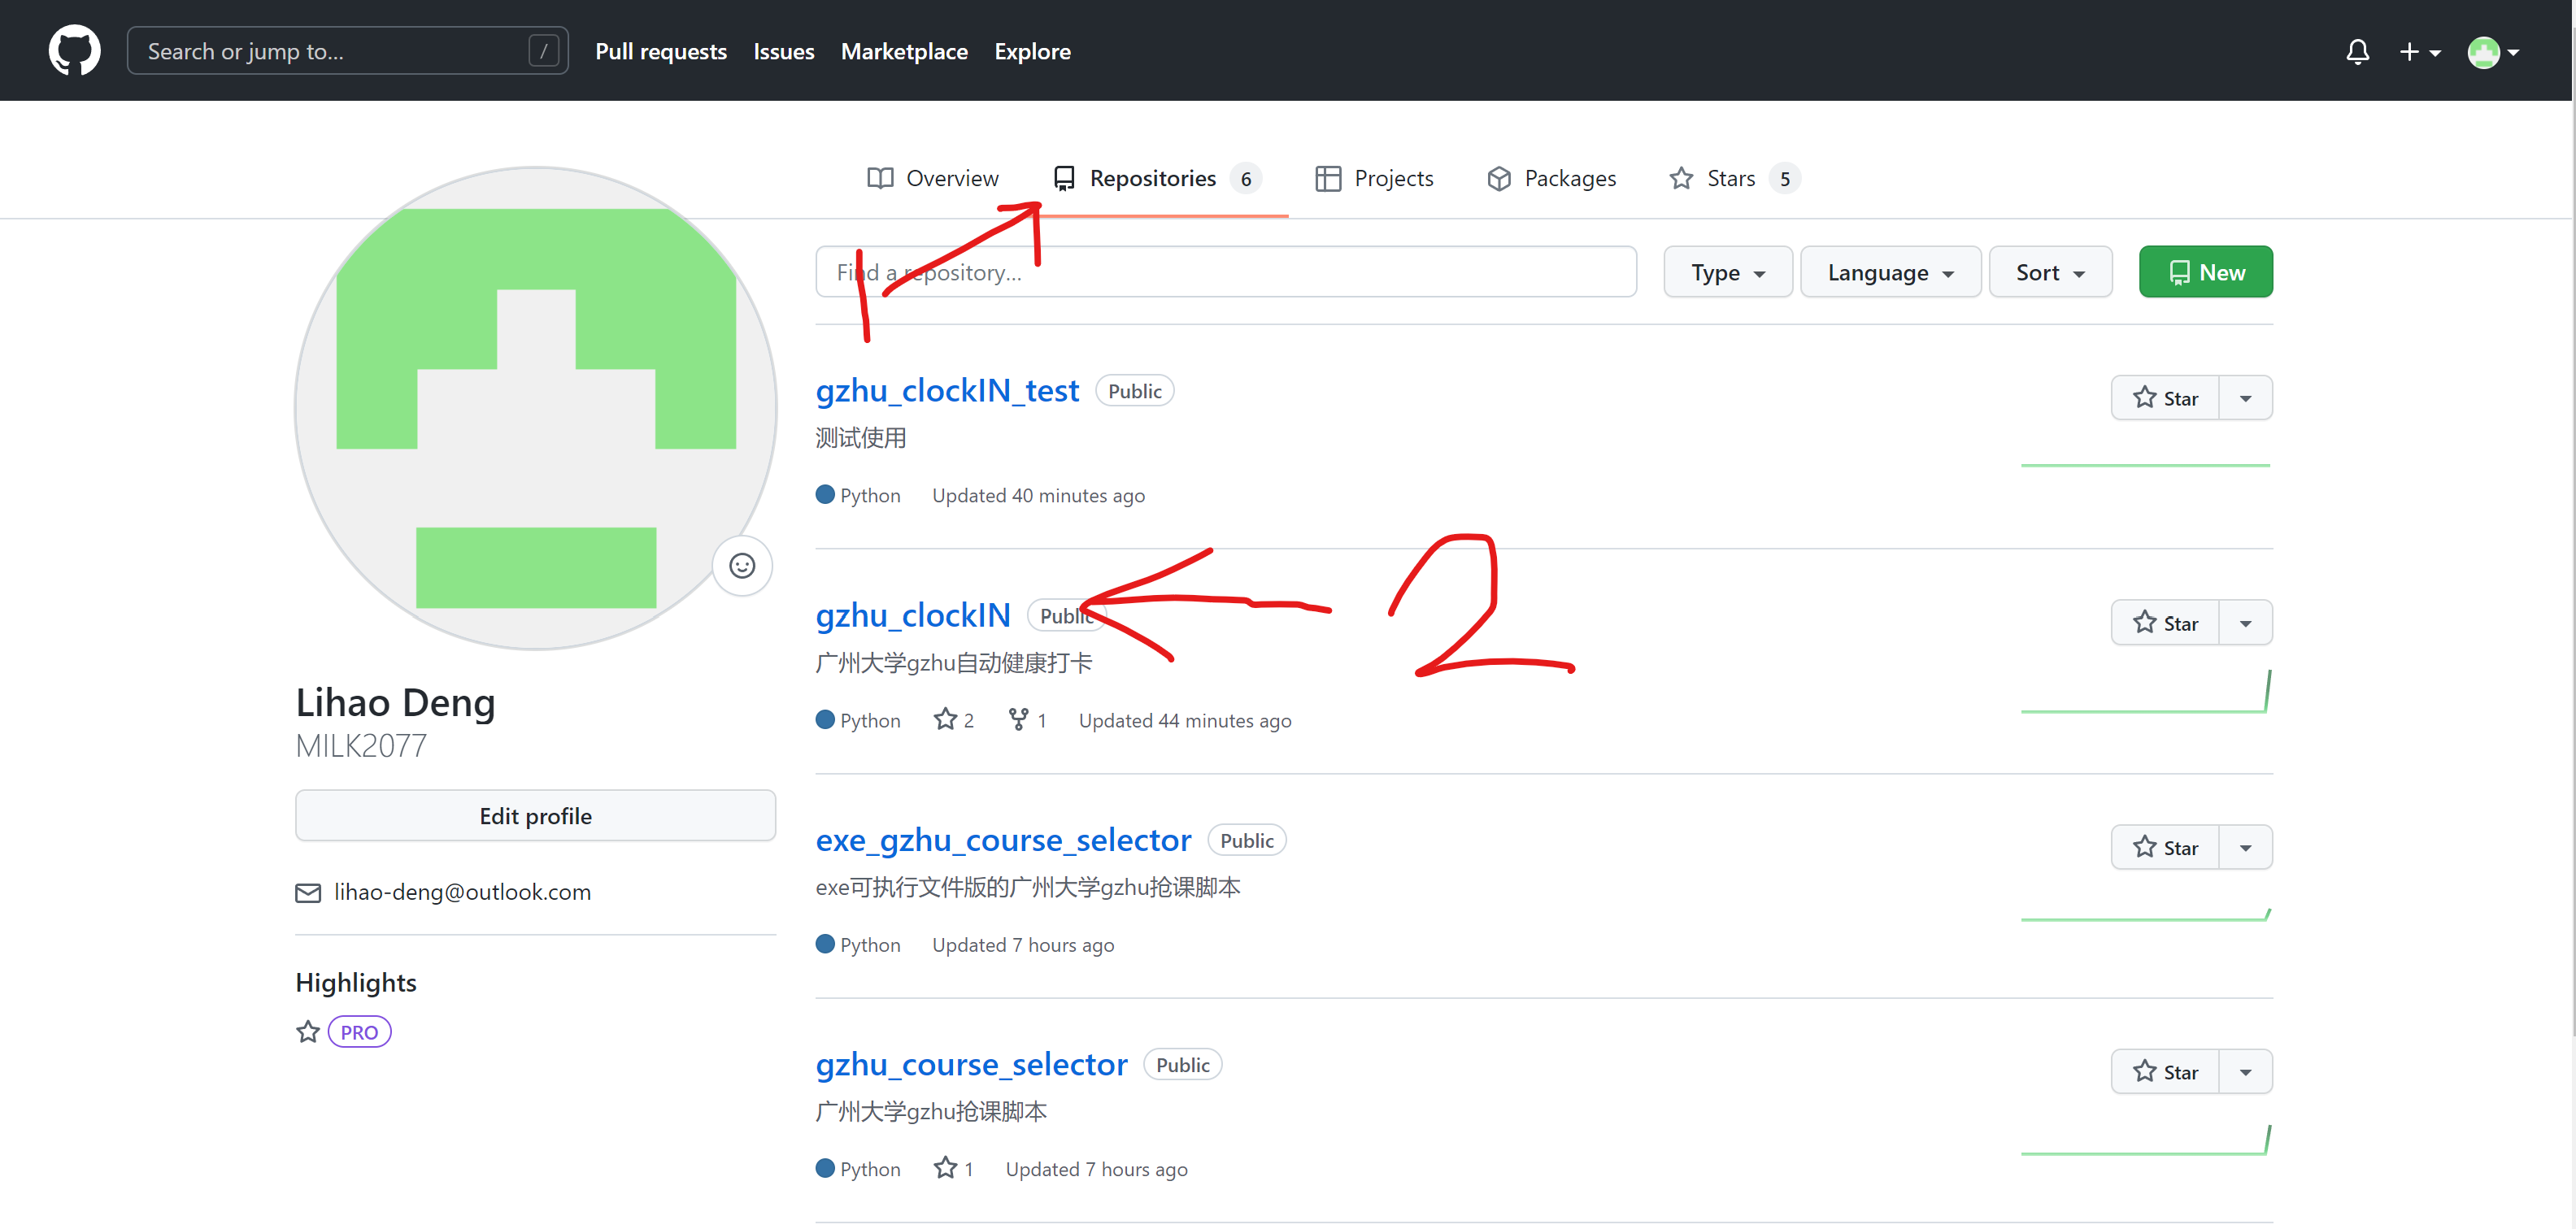 Search or jump to... /
Pull requests
Issues
Marketplace
Explore
Overview
Repositories 6
Projects
Packages
Stars 5
Find a repository...
Type
Language
Sort
New
1
gzhu_clockIN_test Public
Star
测试使用
Python Updated 40 minutes ago
2
gzhu_clockIN Public
Star
广州大学gzhu自动健康打卡
Python 2 1 Updated 44 minutes ago
exe_gzhu_course_selector Public
Star
exe可执行文件版的广州大学gzhu抢课脚本
Python Updated 7 hours ago
gzhu_course_selector Public
Star
广州大学gzhu抢课脚本
Python 1 Updated 7 hours ago
Lihao Deng
MILK2077
Edit profile
lihao-deng@outlook.com
Highlights
PRO